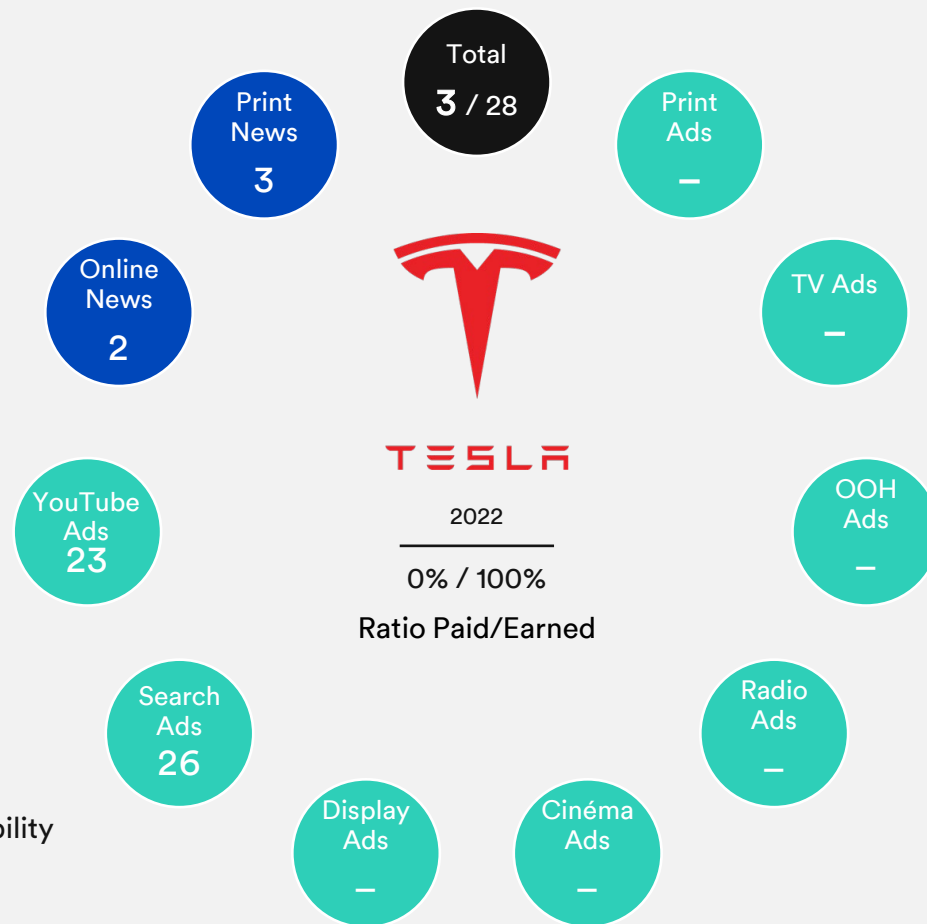 Total
3 / 28
Print
Ads
–
TV Ads
–
OOH
Ads
–
Radio
Ads
–
Cinéma
Ads
–
Display
Ads
–
Search
Ads
26
YouTube
Ads
23
Online
News
2
Print
News
3
TESLA
2022
0% / 100%
Ratio Paid/Earned